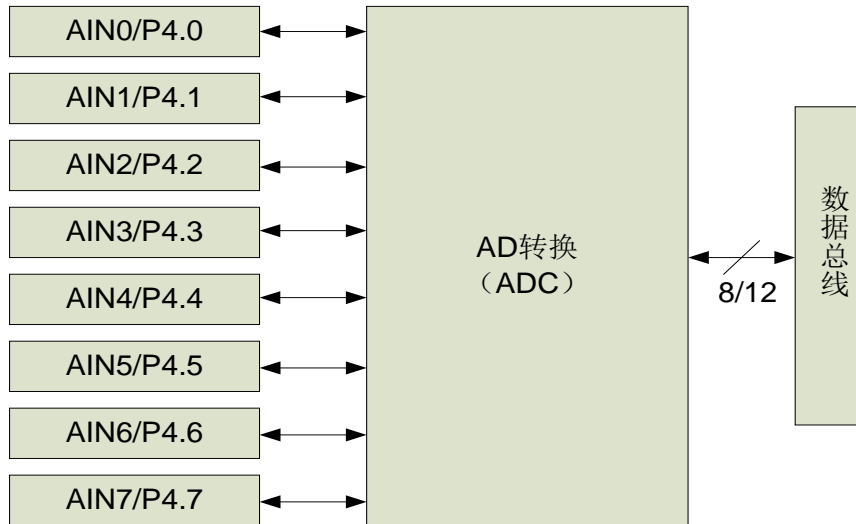 AIN0/P4.0
AIN1/P4.1
AIN2/P4.2
AIN3/P4.3
AIN4/P4.4
AIN5/P4.5
AIN6/P4.6
AIN7/P4.7
AD转换
（ADC）
8/12
数据总线